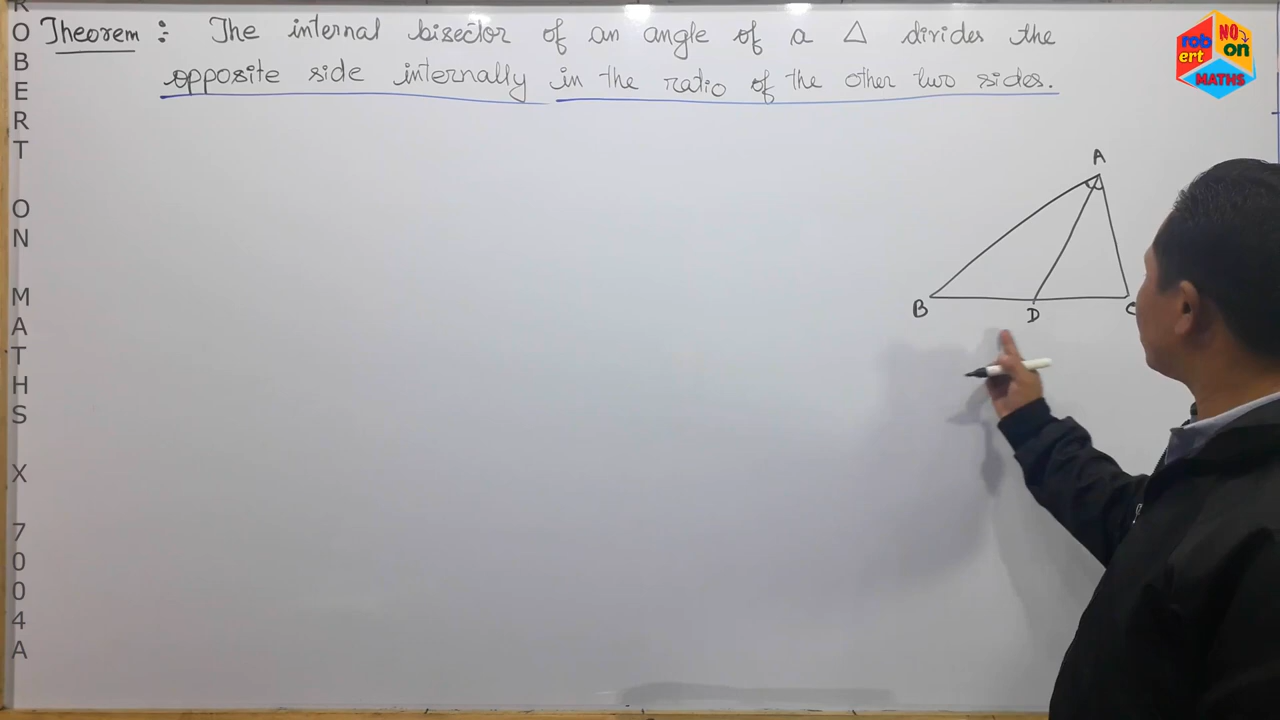 Theorem : The internal bisector of an angle of a △ divides the
opposite side internally in the ratio of the other two sides.
ROBERT ON MATHS X 7004A
rob ert NO on MATHS
A
B D C